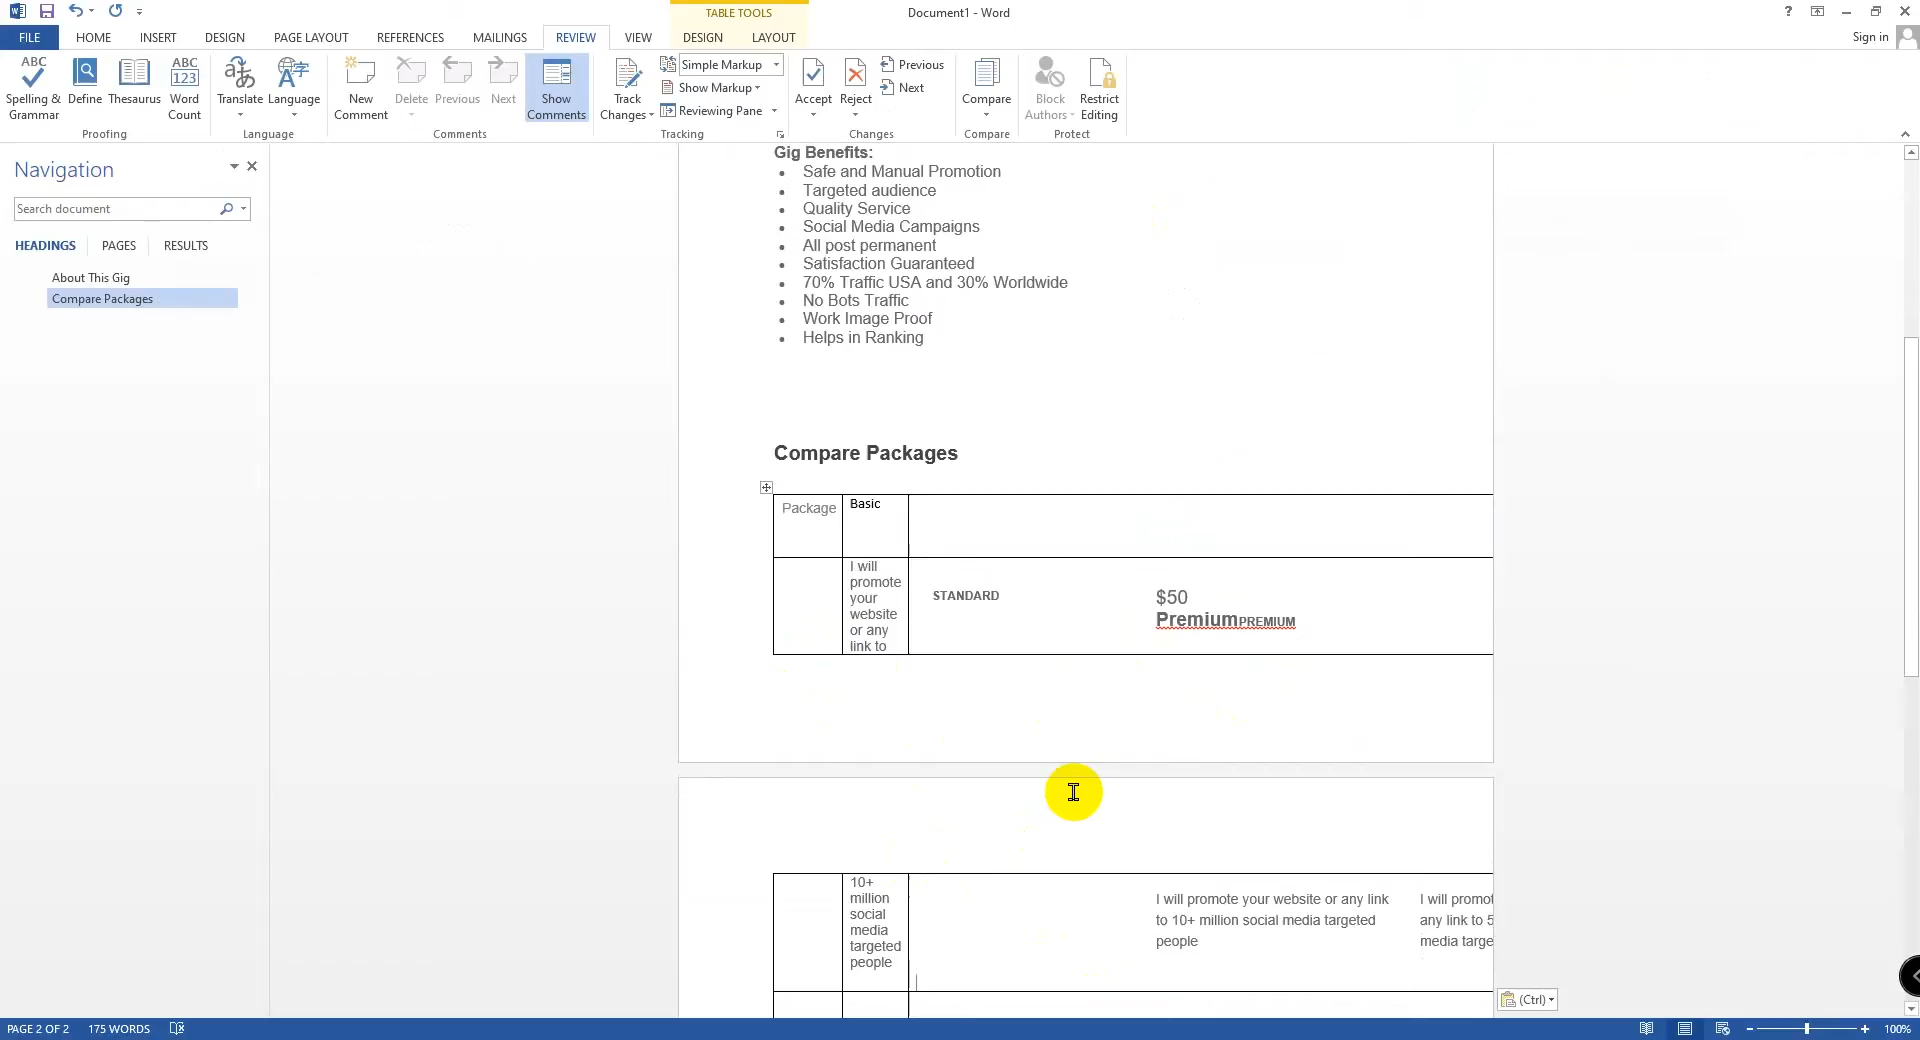 TABLE TOOLS
Document1 - Word
?
FILE
HOME
INSERT
DESIGN
PAGE LAYOUT
REFERENCES
MAILINGS
REVIEW
VIEW
DESIGN
LAYOUT
Sign in
ABC
Spelling &
Grammar
Define
Thesaurus
ABC
123
Word
Count
Proofing
Translate
Language
Language
New
Comment
Delete
Previous
Next
Show
Comments
Comments
Track
Changes
Simple Markup
Show Markup
Reviewing Pane
Tracking
Accept
Reject
Previous
Next
Changes
Compare
Compare
Block
Authors
Restrict
Editing
Protect
Navigation
Search document
HEADINGS
PAGES
RESULTS
About This Gig
Compare Packages
Gig Benefits:
Safe and Manual Promotion
Targeted audience
Quality Service
Social Media Campaigns
All post permanent
Satisfaction Guaranteed
70% Traffic USA and 30% Worldwide
No Bots Traffic
Work Image Proof
Helps in Ranking
Compare Packages
Package
Basic
I will
promote
your
website
or any
link to
STANDARD
$50
PremiumPREMIUM
10+
million
social
media
targeted
people
I will promote your website or any link
to 10+ million social media targeted
people
I will promot
any link to 5
media targe
(Ctrl)
PAGE 2 OF 2
175 WORDS
100%